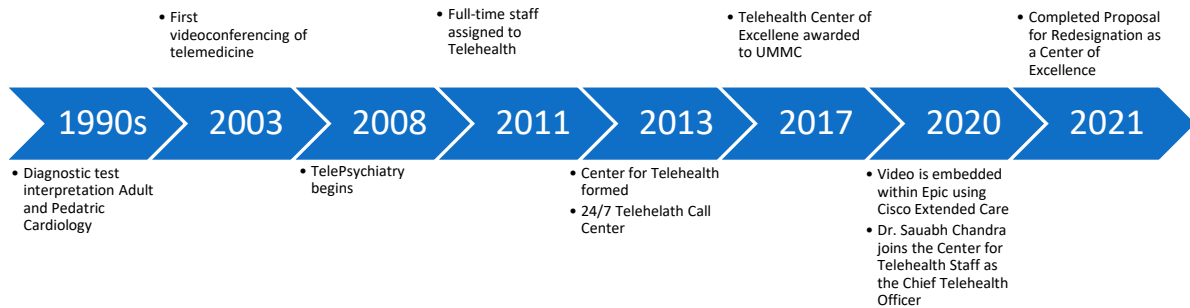 • First
videoconferencing of
telemedicine
• Full-time staff
assigned to
Telehealth
• Telehealth Center of
Excellene awarded
to UMMC
• Completed Proposal
for Redesignation as
a Center of
Excellence
1990s
2003
2008
2011
2013
2017
2020
2021
• Diagnostic test
interpretation Adult
and Pedatric
Cardiology
• TelePsychiatry
begins
• Center for Telehealth
formed
• 24/7 Telehelath Call
Center
• Video is embedded
within Epic using
Cisco Extended Care
• Dr. Sauabh Chandra
joins the Center for
Telehealth Staff as
the Chief Telehealth
Officer